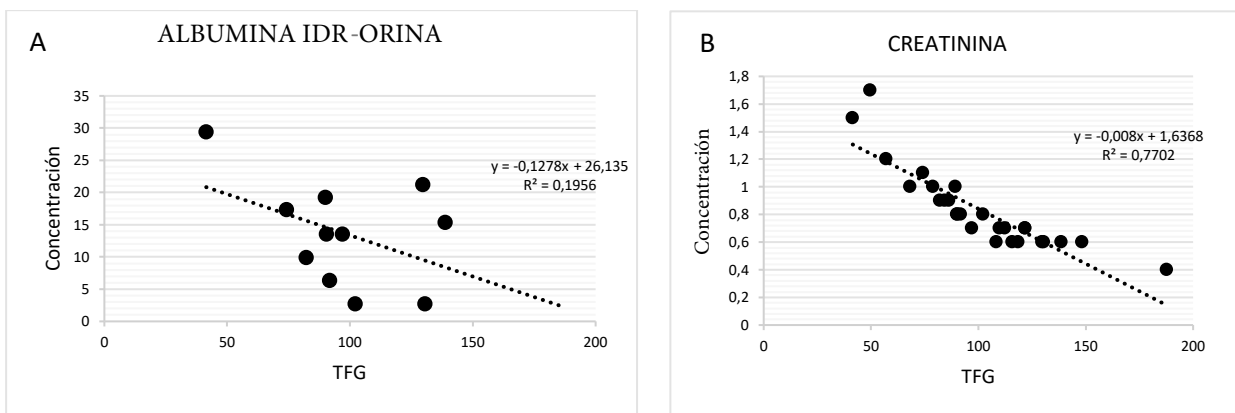 A
ALBUMINA IDR-ORINA
Concentración
35
30
25
20
15
10
5
0
0
50
100
150
200
TFG
y = -0,1278x + 26,135
R² = 0,1956
B
CREATININA
Concentración
1,8
1,6
1,4
1,2
1
0,8
0,6
0,4
0,2
0
0
50
100
150
200
TFG
y = -0,008x + 1,6368
R² = 0,7702